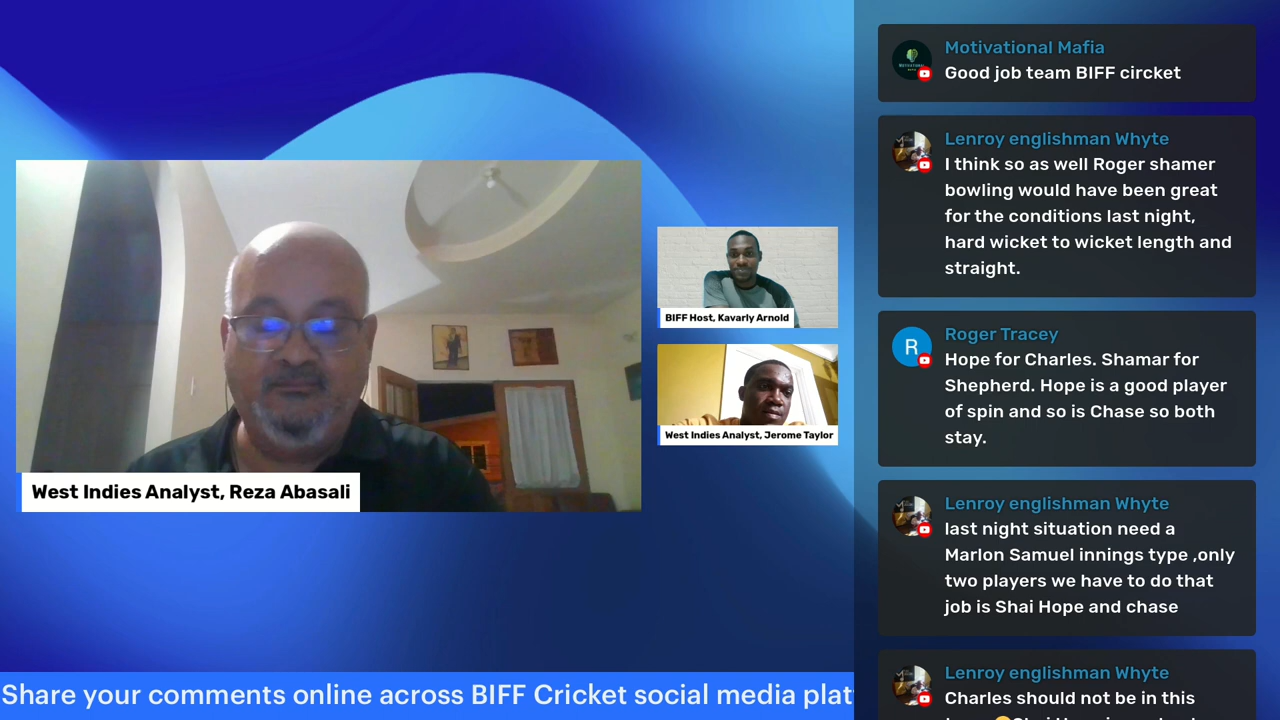 West Indies Analyst, Reza Abasali
BIFF Host, Kavarly Arnold
West Indies Analyst, Jerome Taylor
Share your comments online across BIFF Cricket social media
Motivational Mafia
Good job team BIFF circket
Lenroy englishman Whyte
I think so as well Roger shamer
bowling would have been great
for the conditions last night,
hard wicket to wicket length and
straight.
R
Roger Tracey
Hope for Charles. Shamar for
Shepherd. Hope is a good player
of spin and so is Chase so both
stay.
Lenroy englishman Whyte
last night situation need a
Marlon Samuel innings type ,only
two players we have to do that
job is Shai Hope and chase
Lenroy englishman Whyte
Charles should not be in this